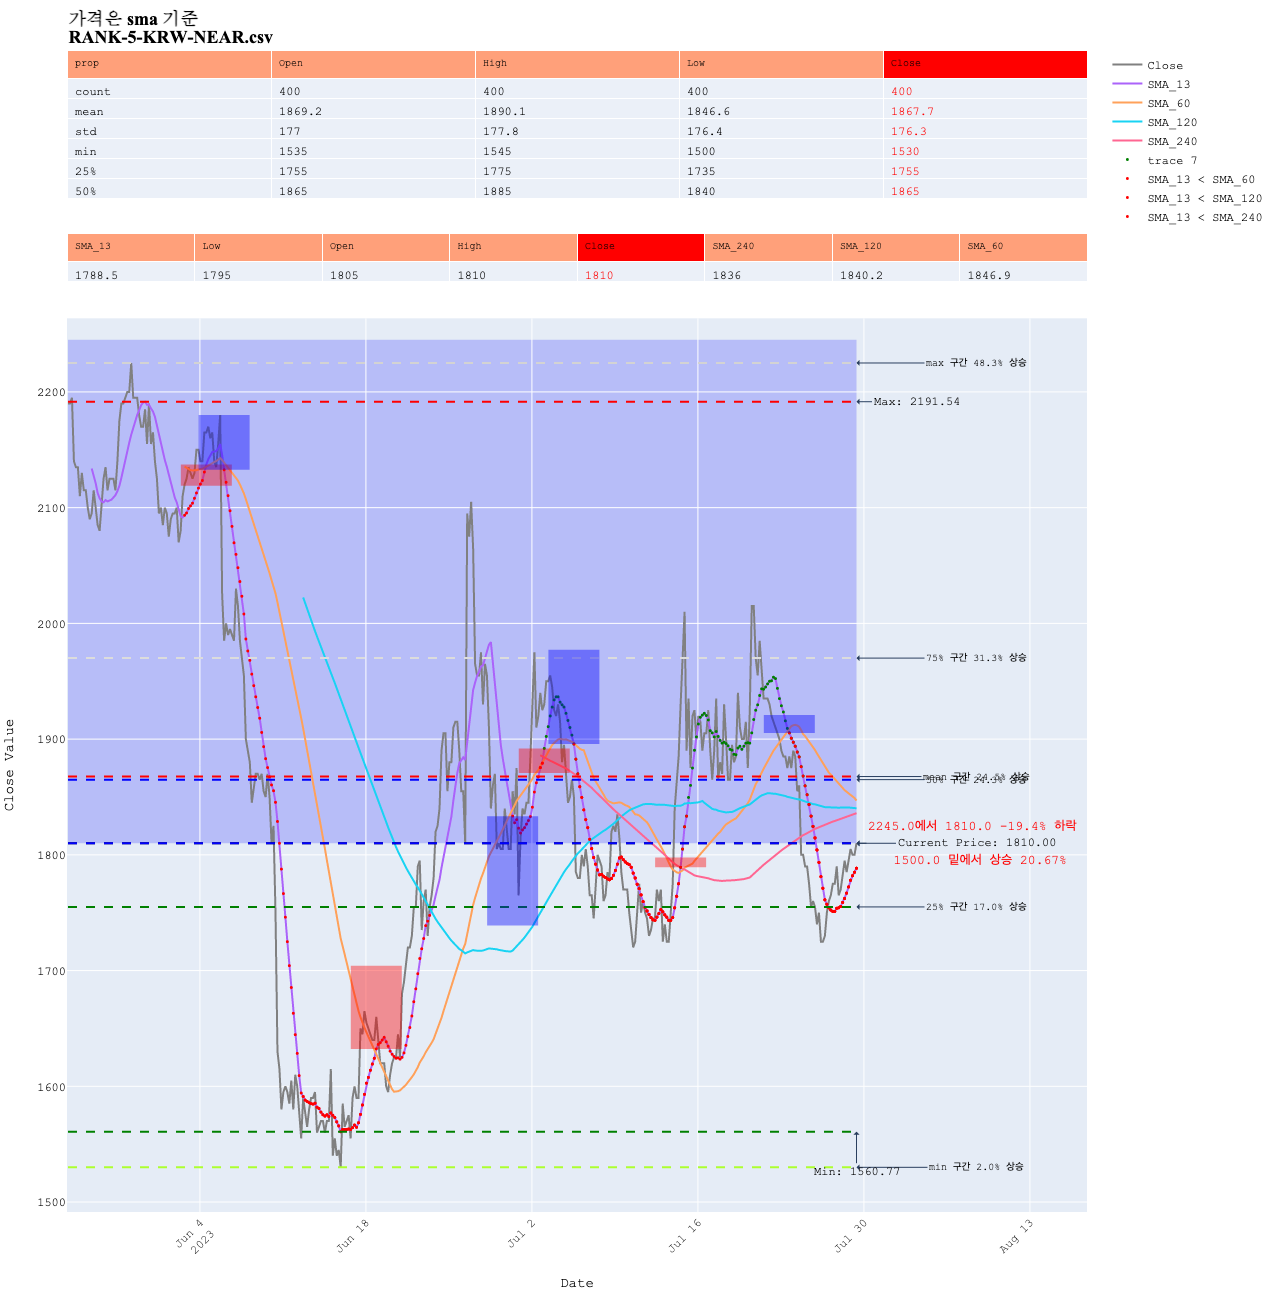 가격은 sma 기준
RANK-5-KRW-NEAR.csv
prop Open High Low Close
count 400 400 400 400
mean 1869.2 1890.1 1846.6 1867.7
std 177 177.8 176.4 176.3
min 1535 1545 1500 1530
25% 1755 1775 1735 1755
50% 1865 1885 1840 1865
SMA_13 Low Open High Close SMA_240 SMA_120 SMA_60
1788.5 1795 1805 1810 1810 1836 1840.2 1846.9
Close
SMA_13
SMA_60
SMA_120
SMA_240
trace 7
SMA_13 < SMA_60
SMA_13 < SMA_120
SMA_13 < SMA_240
max 구간 48.3% 상승
Max: 2191.54
75% 구간 31.3% 상승
50% 구간 24.3% 상승
2245.0에서 1810.0 -19.4% 하락
Current Price: 1810.00
1500.0 밑에서 상승 20.67%
25% 구간 17.0% 상승
min 구간 2.0% 상승
Min: 1560.77
2200
2100
2000
1900
1800
1700
1600
1500
Close Value
Jun 4
2023
Jun 18
Jul 2
Jul 16
Jul 30
Aug 13
Date